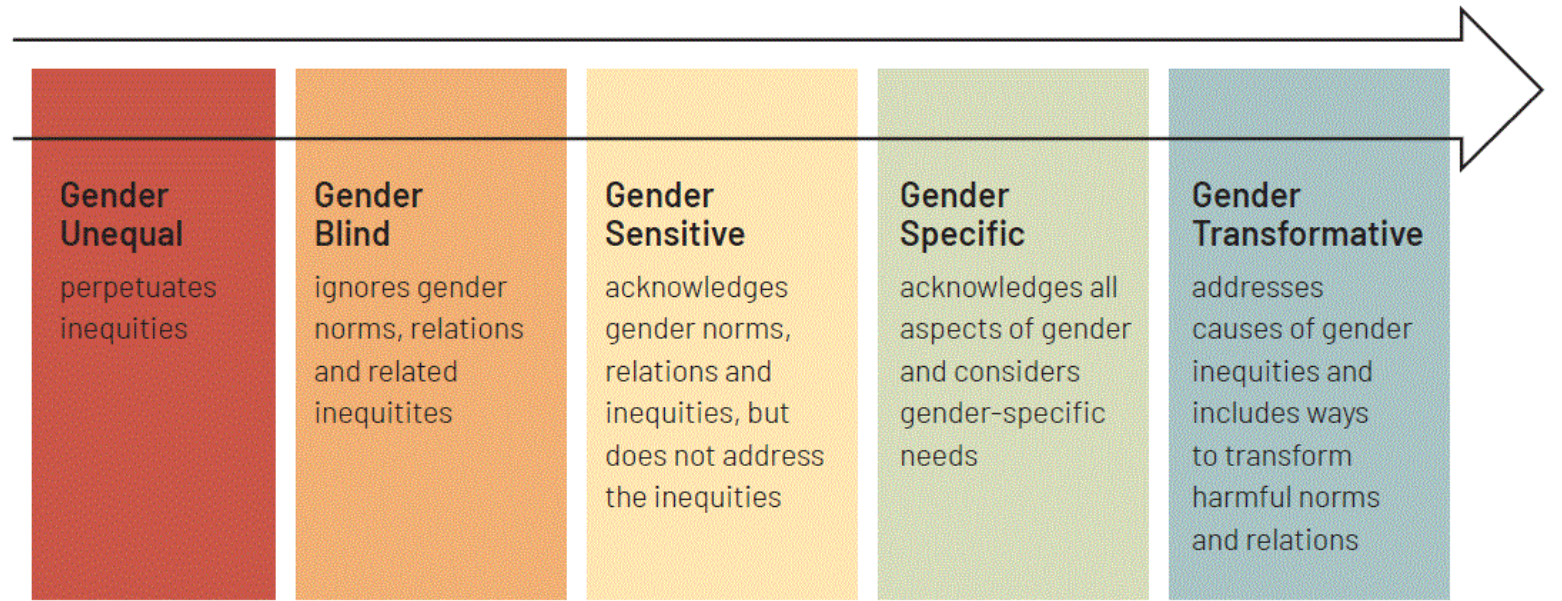 Gender
Unequal
perpetuates
inequities
Gender
Blind
ignores gender
norms, relations
and related
inequitites
Gender
Sensitive
acknowledges
gender norms,
relations and
inequities, but
does not address
the inequities
Gender
Specific
acknowledges all
aspects of gender
and considers
gender-specific
needs
Gender
Transformative
addresses
causes of gender
inequities and
includes ways
to transform
harmful norms
and relations